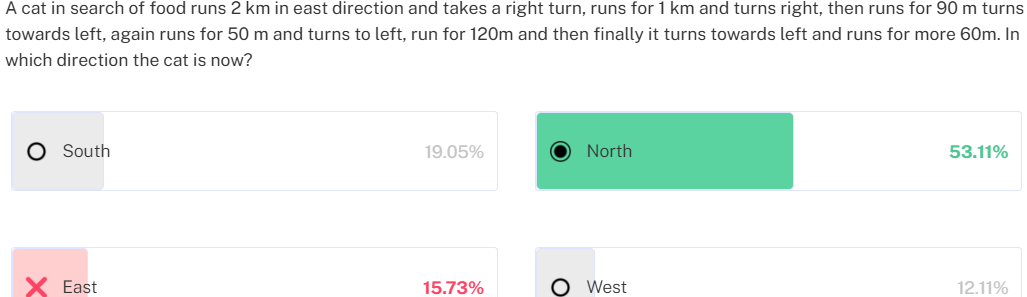 A cat in search of food runs 2 km in east direction and takes a right turn, runs for 1 km and turns right, then runs for 90 m turns
towards left, again runs for 50 m and turns to left, run for 120m and then finally it turns towards left and runs for more 60m. In
which direction the cat is now?
South 19.05%
North 53.11%
East 15.73%
West 12.11%